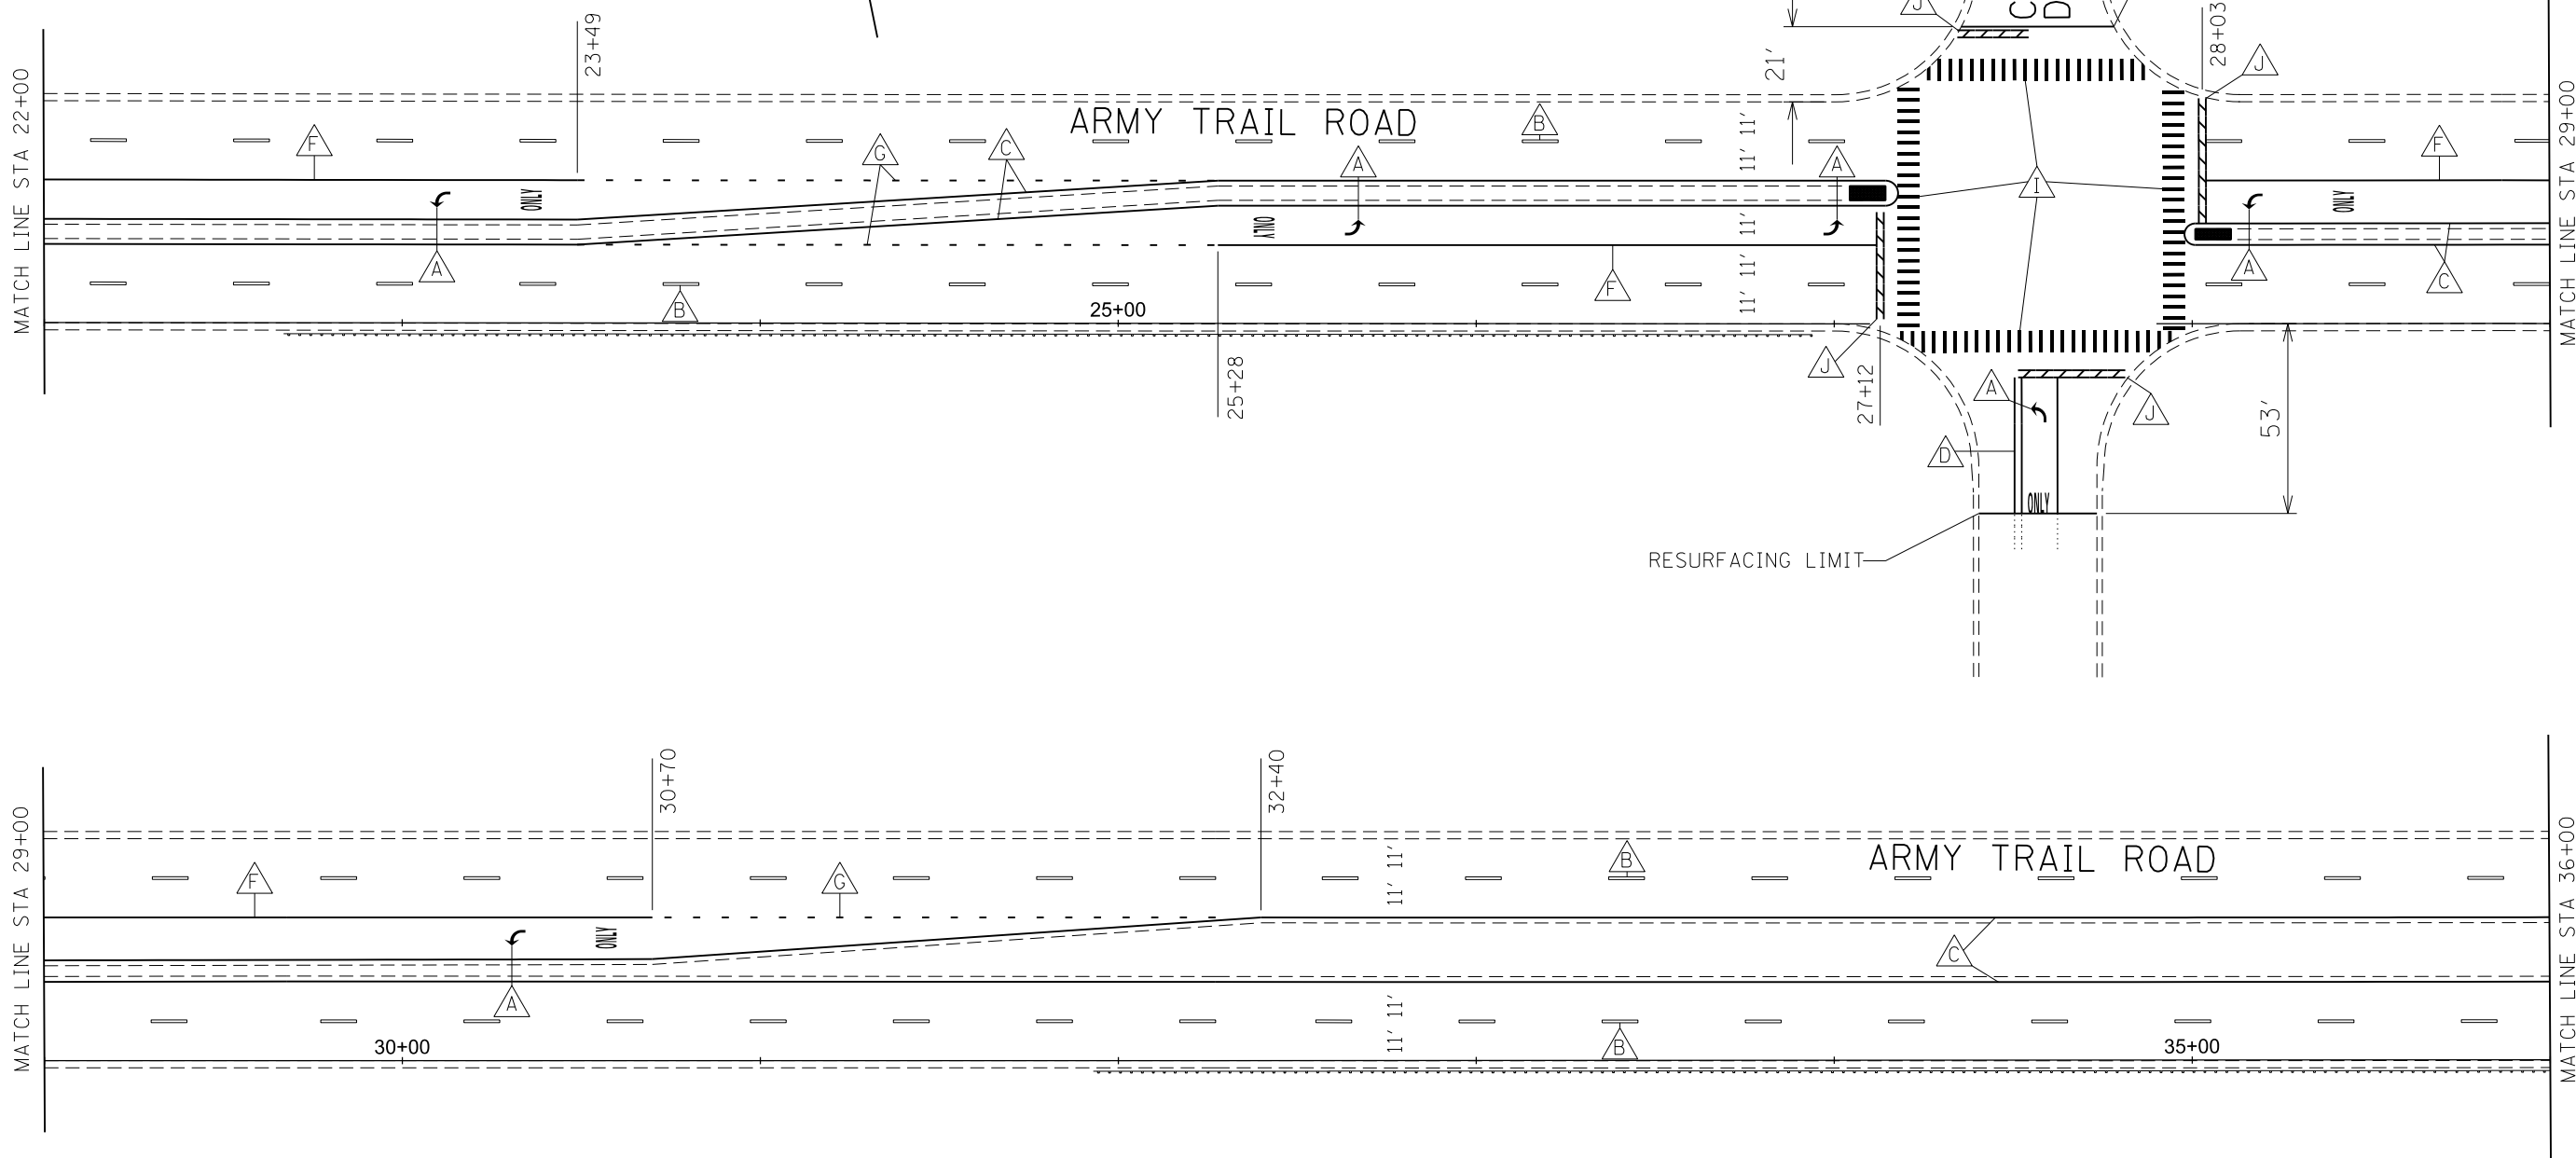 MATCH LINE STA 22+00
23+49
21'
J
C
D
28+03
J
MATCH LINE STA 29+00
ARMY TRAIL ROAD
B
F
G
C
A
A
11' 11'
I
F
ONLY
ONLY
ONLY
11'
A
A
C
B
25+00
F
11' 11'
25+28
J
27+12
A
J
53'
D
ONLY
RESURFACING LIMIT
MATCH LINE STA 29+00
30+70
32+40
MATCH LINE STA 36+00
F
G
11' 11'
B
ARMY TRAIL ROAD
ONLY
C
A
30+00
11' 11'
B
35+00